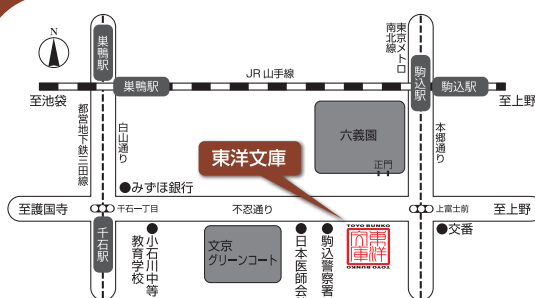 N
巣鴨駅
巣鴨駅
JR山手線
東京メトロ
南北線
駒込駅
駒込駅
至池袋
至上野
都営地下鉄三田線
白山通り
六義園
正門
本郷通り
東洋文庫
●みずほ銀行
至護国寺
千石一丁目
不忍通り
上富士前
至上野
千石駅
小石川中等
教育学校
文京
グリーンコート
日本医師会
駒込警察署
TOYO BUNKO
東洋
文庫
TOYO BUNKO
●交番